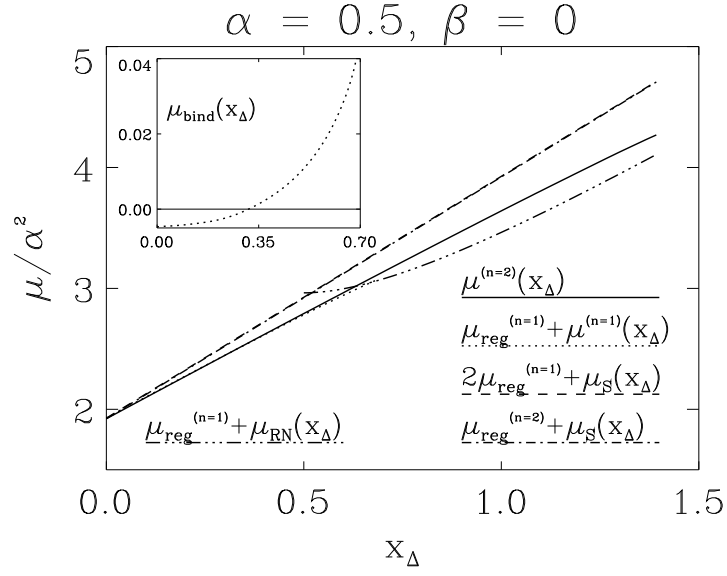 α = 0.5, β = 0
μ/α²
5
4
3
2
0.04
0.02
0.00
μ_bind(x_Δ)
0.00 0.35 0.70
μ^(n=2)(x_Δ)
μ_reg^(n=1)+μ^(n=1)(x_Δ)
2μ_reg^(n=1)+μ_S(x_Δ)
μ_reg^(n=1)+μ_RN(x_Δ) μ_reg^(n=2)+μ_S(x_Δ)
0.0 0.5 1.0 1.5
x_Δ